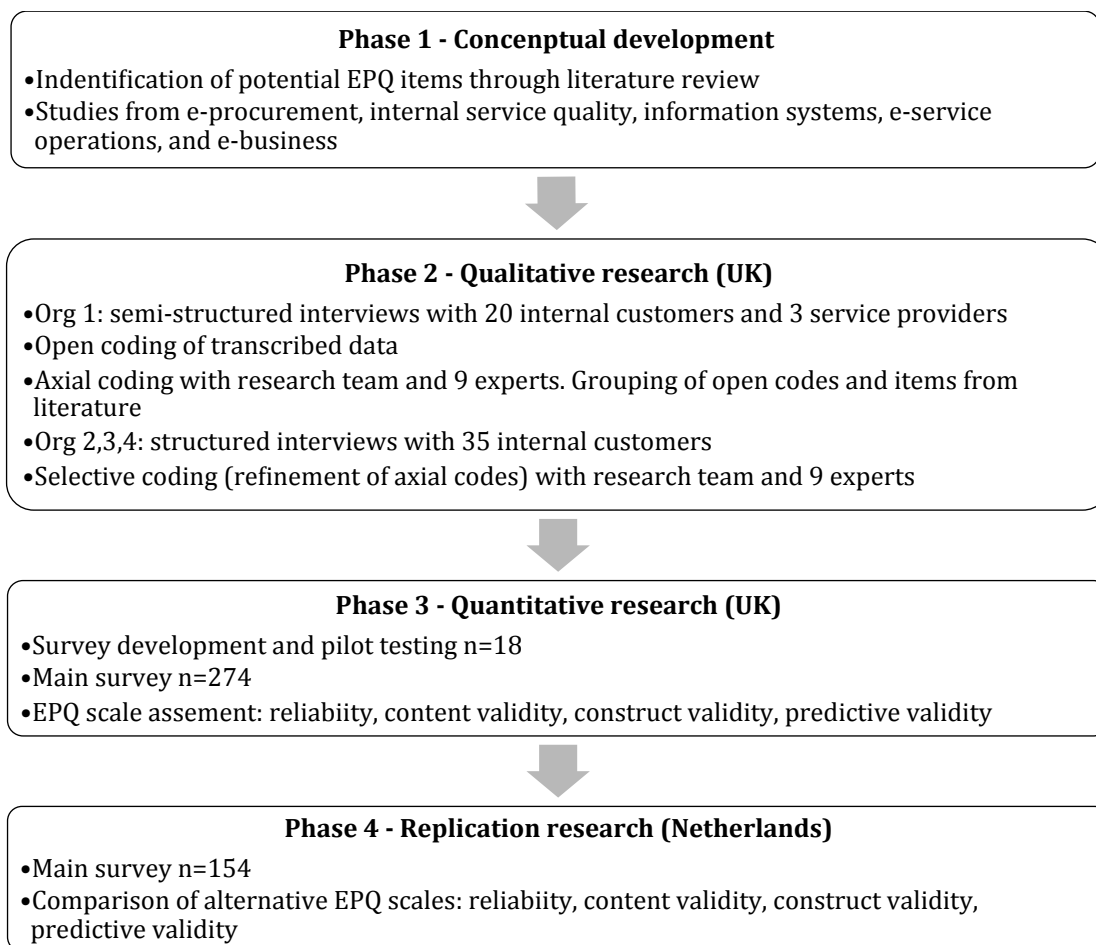 Phase 1 - Concenptual development
•Indentification of potential EPQ items through literature review
•Studies from e-procurement, internal service quality, information systems, e-service
operations, and e-business
Phase 2 - Qualitative research (UK)
•Org 1: semi-structured interviews with 20 internal customers and 3 service providers
•Open coding of transcribed data
•Axial coding with research team and 9 experts. Grouping of open codes and items from
literature
•Org 2,3,4: structured interviews with 35 internal customers
•Selective coding (refinement of axial codes) with research team and 9 experts
Phase 3 - Quantitative research (UK)
•Survey development and pilot testing n=18
•Main survey n=274
•EPQ scale assement: reliabiity, content validity, construct validity, predictive validity
Phase 4 - Replication research (Netherlands)
•Main survey n=154
•Comparison of alternative EPQ scales: reliabiity, content validity, construct validity,
predictive validity